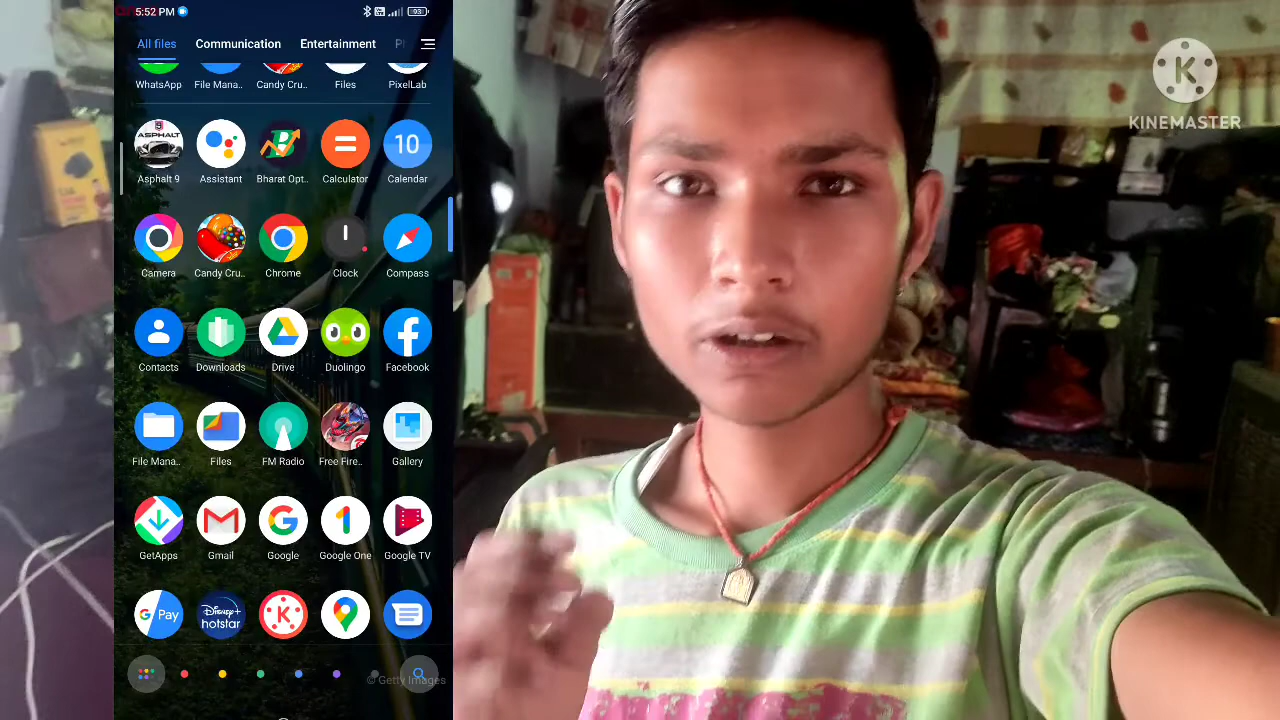 5:52 PM
93
All files Communication Entertainment
WhatsApp File Mana.. Candy Cru.. Files PixelLab
ASPHALT
10
Asphalt 9 Assistant Bharat Opt.. Calculator Calendar
Camera Candy Cru.. Chrome Clock Compass
Contacts Downloads Drive Duolingo Facebook
File Mana.. Files FM Radio Free Fire.. Gallery
GetApps Gmail Google Google One Google TV
G Pay Disney+ hotstar
© Getty Images
K
KINEMASTER